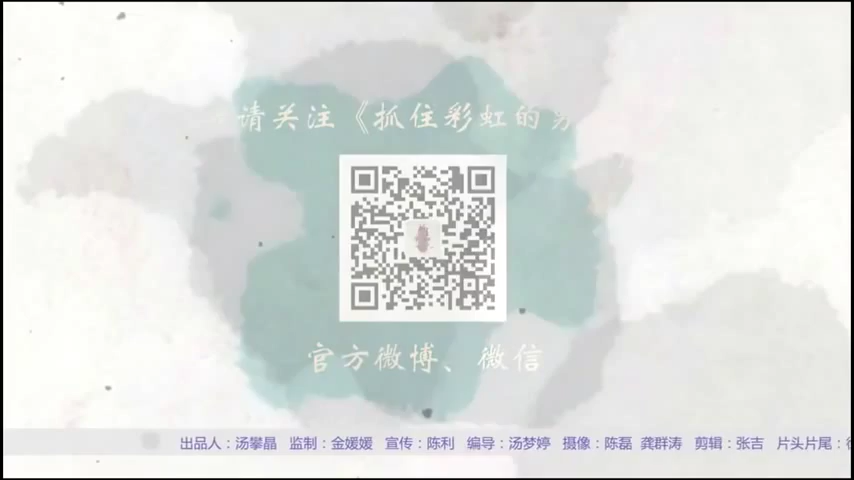 请关注《抓住彩虹的
官方微博、微信
出品人：汤攀晶 监制：金媛媛 宣传：陈利 编导：汤梦婷 摄像：陈磊 龚群涛 剪辑：张吉 片头片尾：